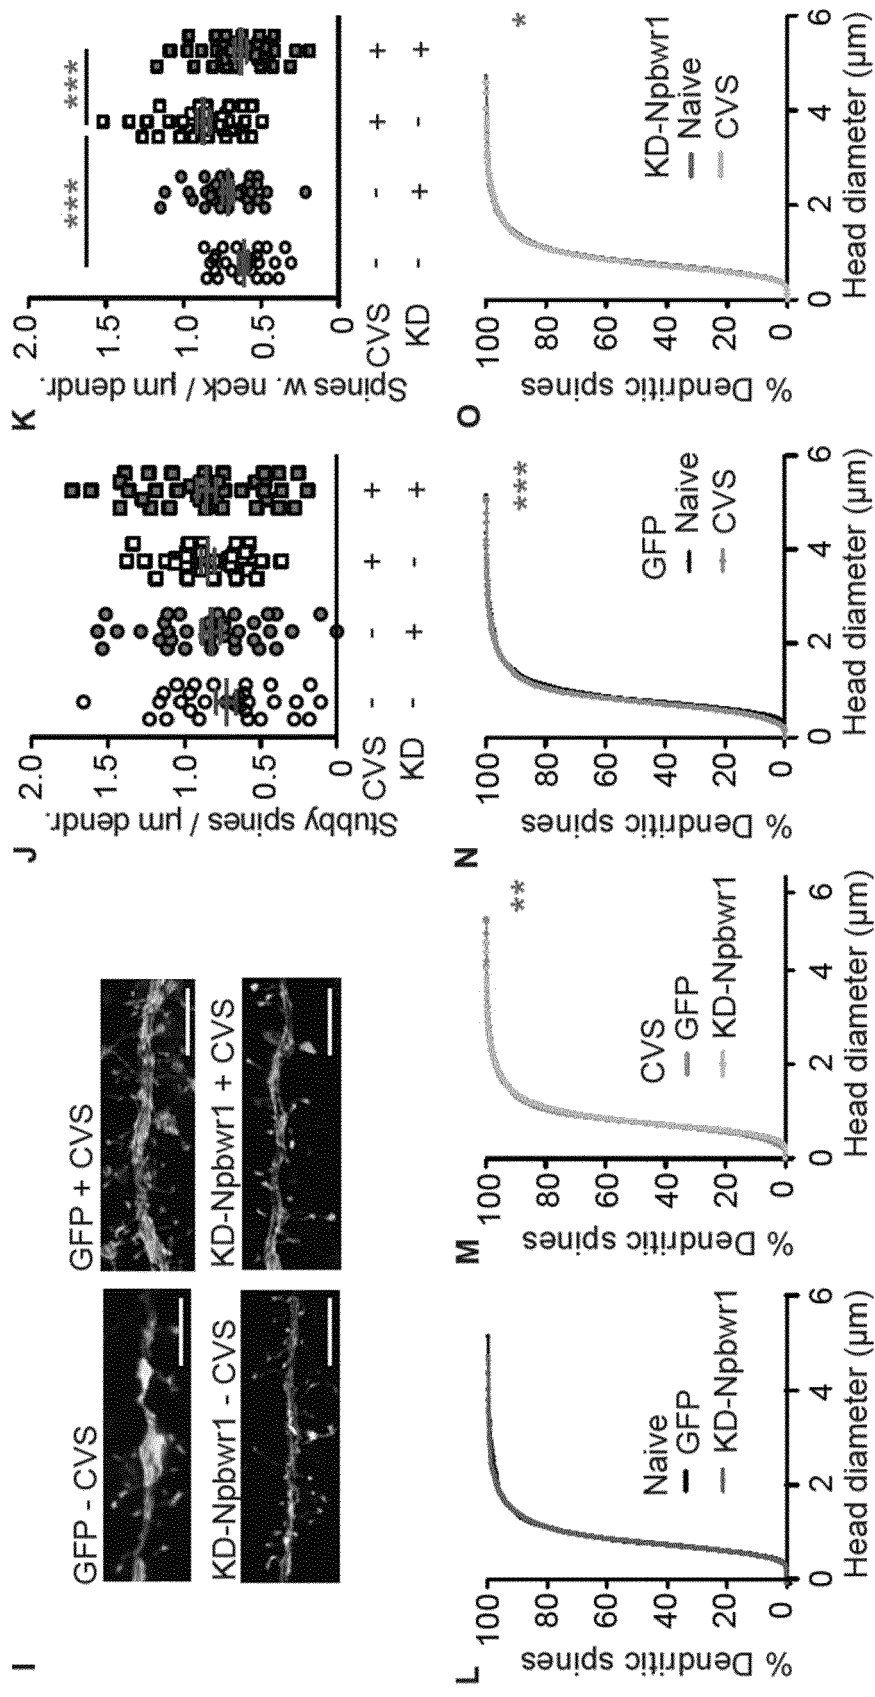 I
GFP - CVS
GFP + CVS
KD-Npbwr1 - CVS
KD-Npbwr1 + CVS
J
Stubby spines / µm dendr.
2.0
1.5
1.0
0.5
0
CVS - - + +
KD - + - +
K
Spines w. neck / µm dendr.
2.0
1.5
1.0
0.5
0
*** ***
CVS - - + +
KD - + - +
L
% Dendritic spines
100
80
60
40
20
0
Naive
GFP
KD-Npbwr1
0 2 4 6
Head diameter (µm)
M
% Dendritic spines
100
80
60
40
20
0
**
CVS
GFP
KD-Npbwr1
0 2 4 6
Head diameter (µm)
N
% Dendritic spines
100
80
60
40
20
0
***
GFP
Naive
CVS
0 2 4 6
Head diameter (µm)
O
% Dendritic spines
100
80
60
40
20
0
*
KD-Npbwr1
Naive
CVS
0 2 4 6
Head diameter (µm)